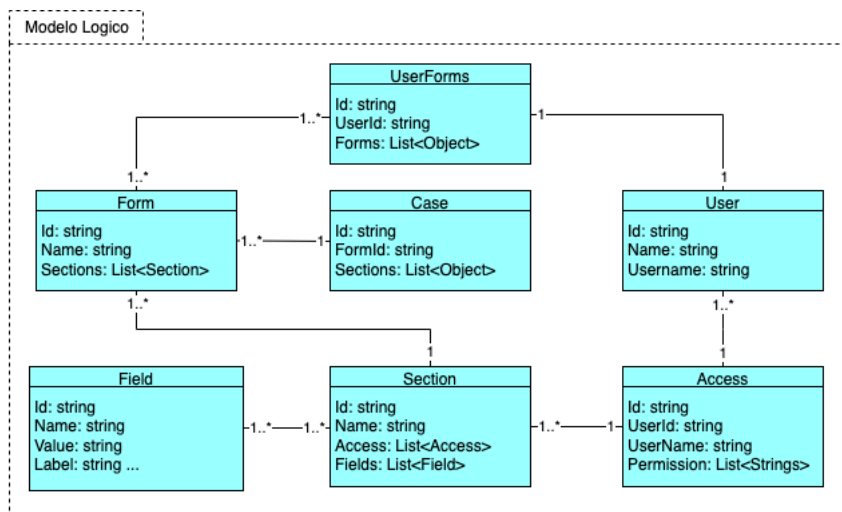 Modelo Logico
UserForms
Id: string
UserId: string
Forms: List<Object>
1..*
1
1..*
1
Form
Id: string
Name: string
Sections: List<Section>
1..*
1
Case
Id: string
FormId: string
Sections: List<Object>
User
Id: string
Name: string
Username: string
1..*
1
1..*
1
Field
Id: string
Name: string
Value: string
Label: string ...
1..*
1..*
Section
Id: string
Name: string
Access: List<Access>
Fields: List<Field>
1..*
1
Access
Id: string
UserId: string
UserName: string
Permission: List<Strings>